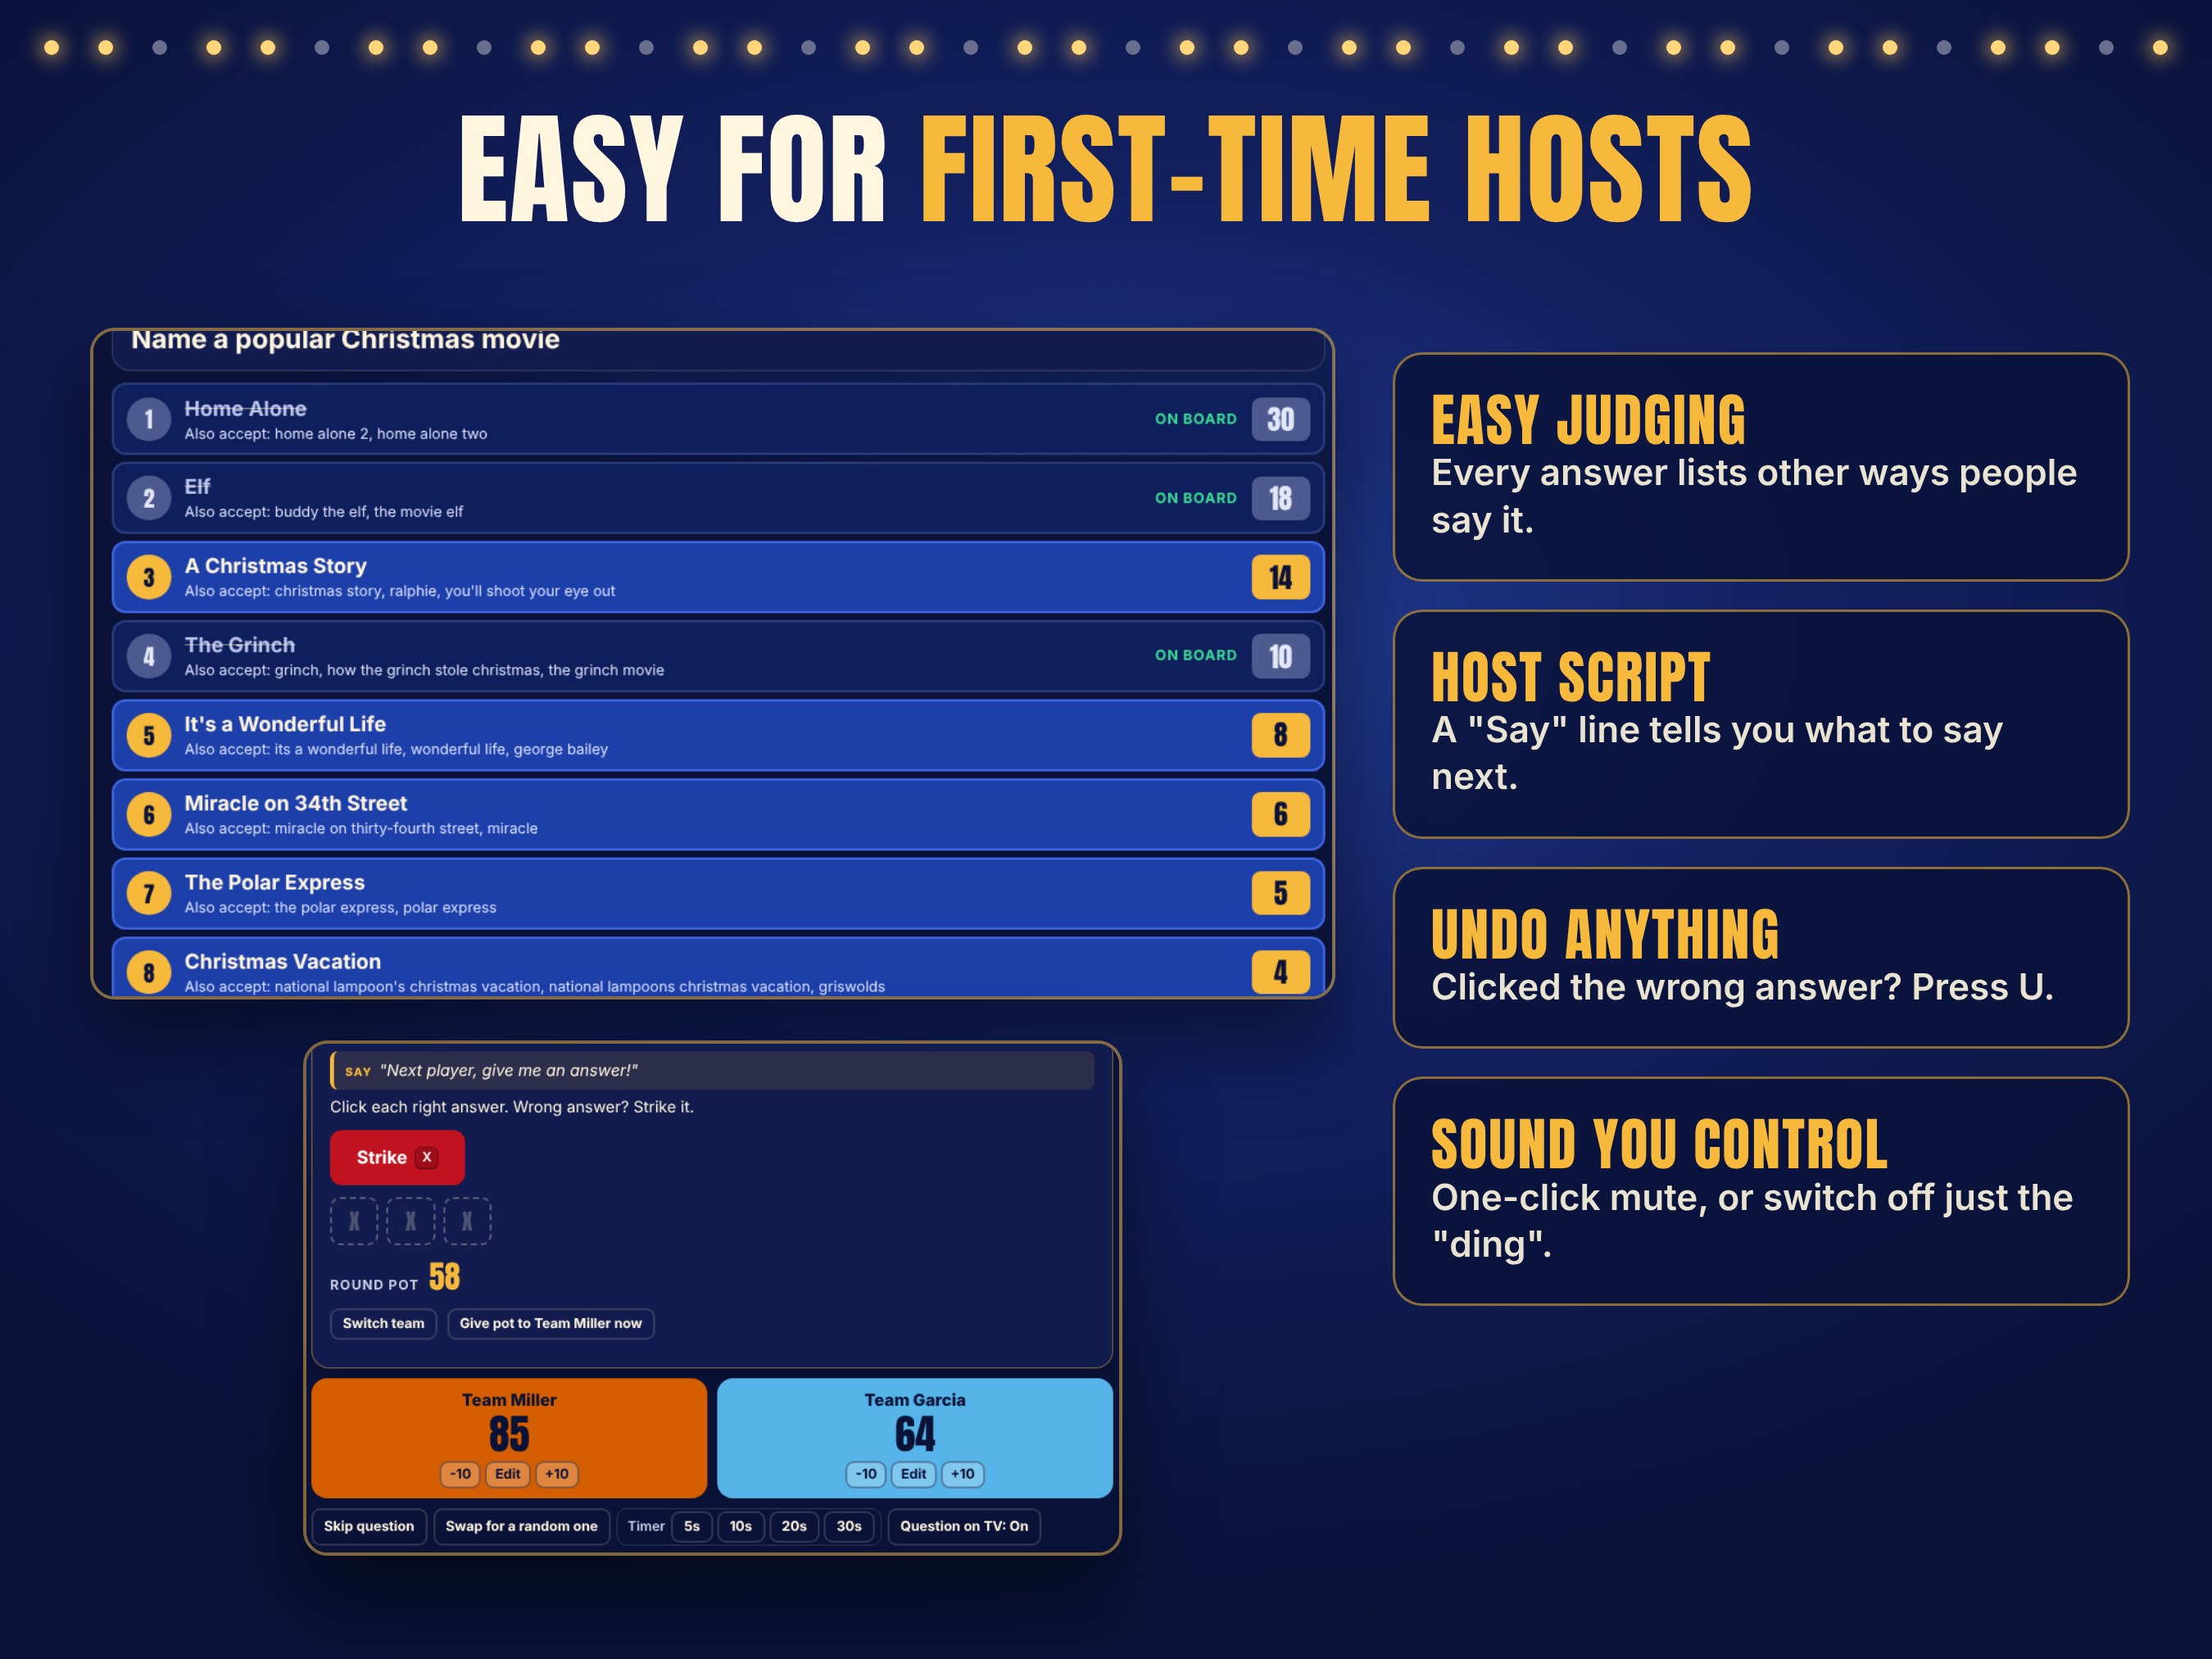 EASY FOR FIRST-TIME HOSTS
Name a popular Christmas movie
1
Home Alone
Also accept: home alone 2, home alone two
ON BOARD
30
2
Elf
Also accept: buddy the elf, the movie elf
ON BOARD
18
3
A Christmas Story
Also accept: christmas story, ralphie, you'll shoot your eye out
14
4
The Grinch
Also accept: grinch, how the grinch stole christmas, the grinch movie
ON BOARD
10
5
It's a Wonderful Life
Also accept: its a wonderful life, wonderful life, george bailey
8
6
Miracle on 34th Street
Also accept: miracle on thirty-fourth street, miracle
6
7
The Polar Express
Also accept: the polar express, polar express
5
8
Christmas Vacation
Also accept: national lampoon's christmas vacation, national lampoons christmas vacation, griswolds
4
SAY "Next player, give me an answer!"
Click each right answer. Wrong answer? Strike it.
Strike X
X X X
ROUND POT 58
Switch team
Give pot to Team Miller now
Team Miller
85
-10 Edit +10
Team Garcia
64
-10 Edit +10
Skip question
Swap for a random one
Timer 5s 10s 20s 30s
Question on TV: On
EASY JUDGING
Every answer lists other ways people
say it.
HOST SCRIPT
A "Say" line tells you what to say
next.
UNDO ANYTHING
Clicked the wrong answer? Press U.
SOUND YOU CONTROL
One-click mute, or switch off just the
"ding".